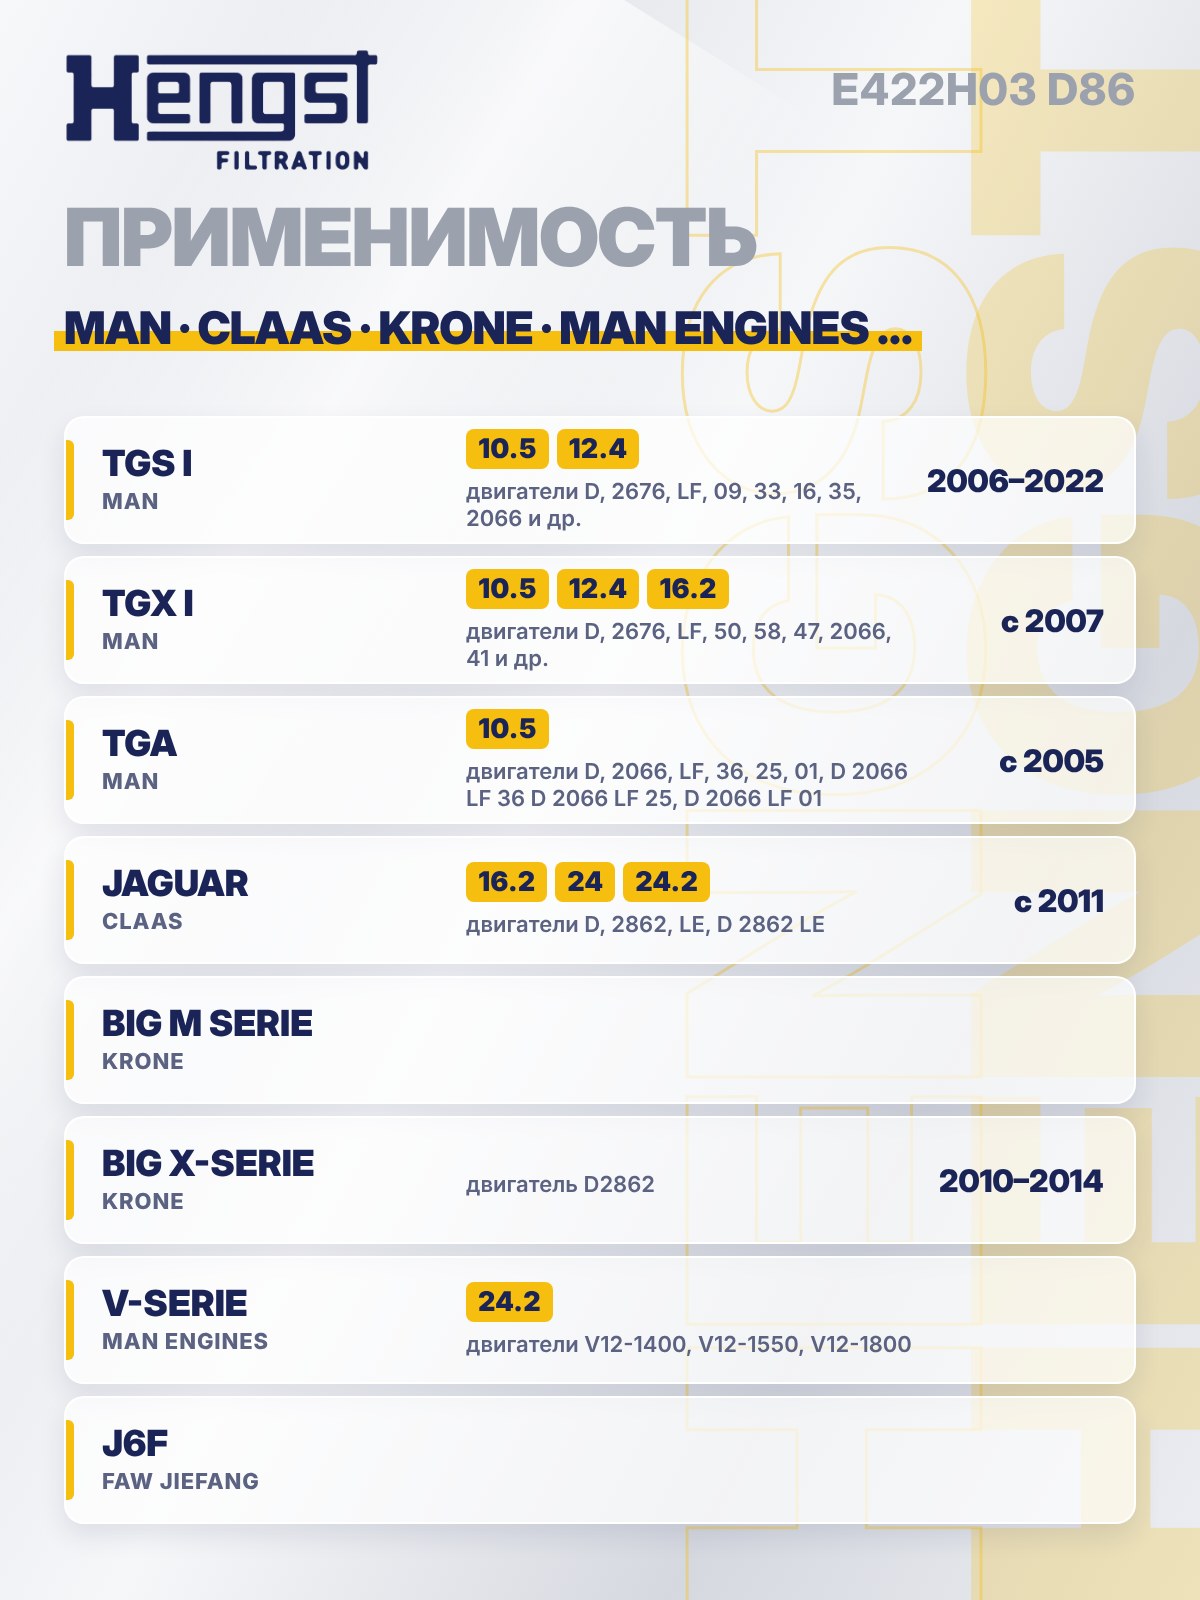 Hengst
FILTRATION
E422H03 D86
ПРИМЕНИМОСТЬ
MAN · CLAAS · KRONE · MAN ENGINES ...
TGS I
MAN
10.5 12.4
двигатели D, 2676, LF, 09, 33, 16, 35,
2066 и др.
2006–2022
TGX I
MAN
10.5 12.4 16.2
двигатели D, 2676, LF, 50, 58, 47, 2066,
41 и др.
с 2007
TGA
MAN
10.5
двигатели D, 2066, LF, 36, 25, 01, D 2066
LF 36 D 2066 LF 25, D 2066 LF 01
с 2005
JAGUAR
CLAAS
16.2 24 24.2
двигатели D, 2862, LE, D 2862 LE
с 2011
BIG M SERIE
KRONE
BIG X-SERIE
KRONE
двигатель D2862
2010–2014
V-SERIE
MAN ENGINES
24.2
двигатели V12-1400, V12-1550, V12-1800
J6F
FAW JIEFANG
HENGST
HENGST